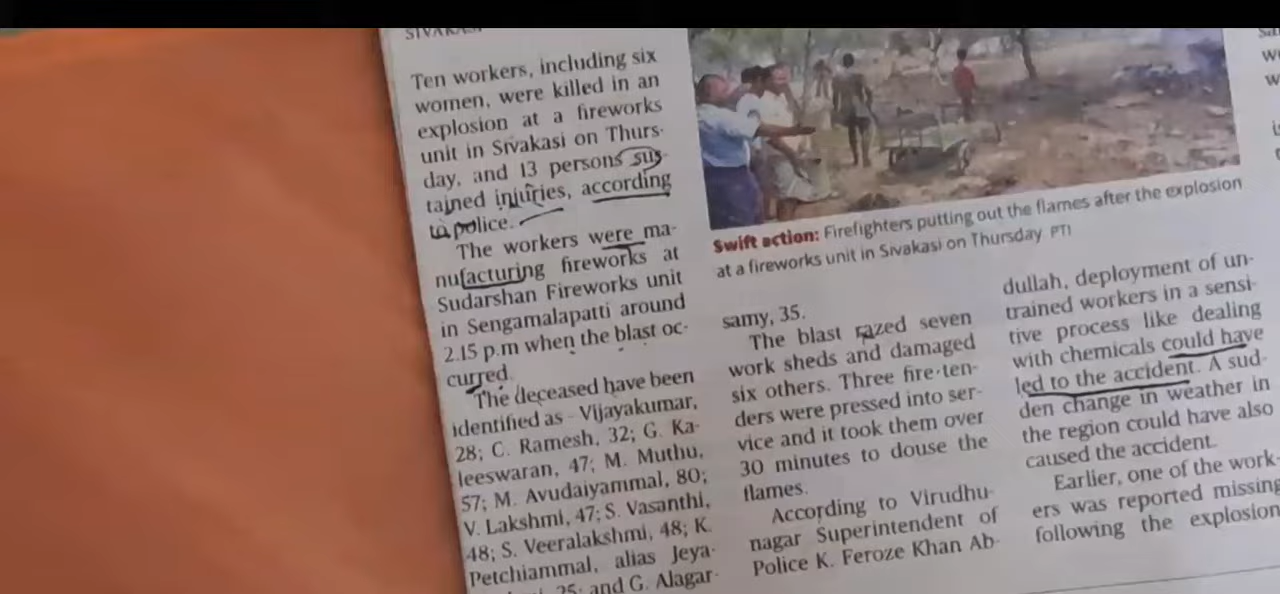 SIVAKASI
Ten workers, including six
women, were killed in an
explosion at a fireworks
unit in Sivakasi on Thurs-
day, and 13 persons sus-
tained injuries, according
to police.
The workers were ma-
nufacturing fireworks at
Sudarshan Fireworks unit
in Sengamalapatti around
2.15 p.m when the blast oc-
curred.
The deceased have been
identified as - Vijayakumar,
28; C. Ramesh, 32; G. Ka-
leeswaran, 47; M. Muthu,
57; M. Avudaiyammal, 80;
V. Lakshmi, 47; S. Vasanthi,
48; S. Veeralakshmi, 48; K.
Petchiammal, alias Jeya-
25; and G. Alagar-
Swift action: Firefighters putting out the flames after the explosion
at a fireworks unit in Sivakasi on Thursday PTI
samy, 35.
The blast razed seven
work sheds and damaged
six others. Three fire ten-
ders were pressed into ser-
vice and it took them over
30 minutes to douse the
flames.
According to Virudhu-
nagar Superintendent of
Police K. Feroze Khan Ab-
dullah, deployment of un-
trained workers in a sensi-
tive process like dealing
with chemicals could have
led to the accident. A sud-
den change in weather in
the region could have also
caused the accident.
Earlier, one of the work-
ers was reported missing
following the explosion